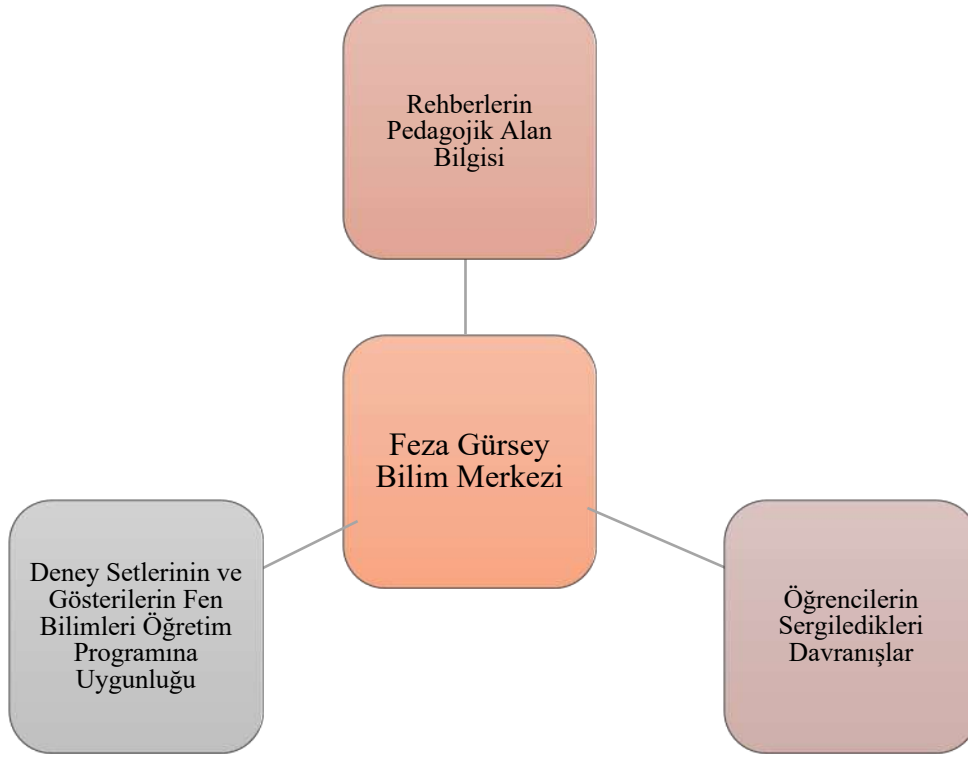 Rehberlerin
Pedagojik Alan
Bilgisi
Feza Gürsey
Bilim Merkezi
Deney Setlerinin ve
Gösterilerin Fen
Bilimleri Öğretim
Programına
Uygunluğu
Öğrencilerin
Sergiledikleri
Davranışlar